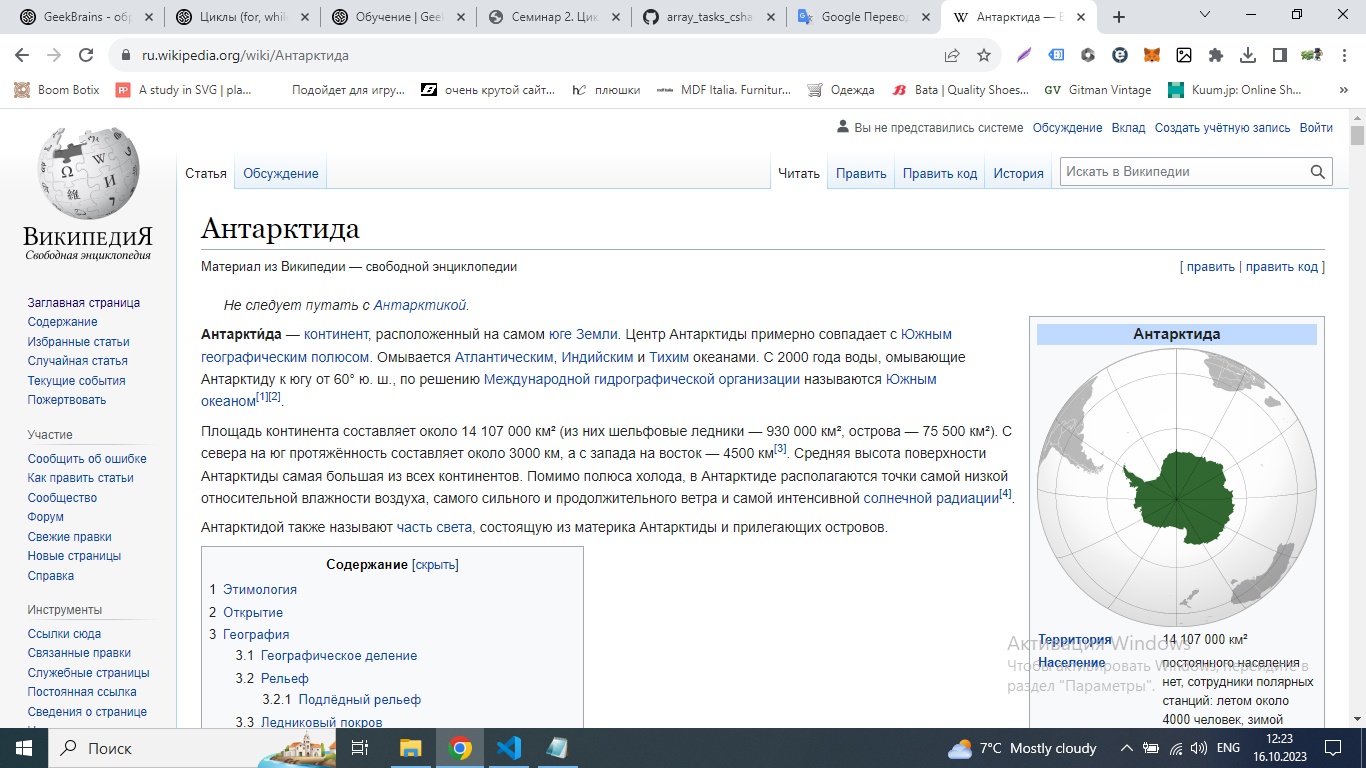 GeekBrains - обр
Циклы (for, while
Обучение | Geek
Семинар 2. Цик
array_tasks_csha
Google Перевод
Антарктида — В
ru.wikipedia.org/wiki/Антарктида
Boom Botix
A study in SVG | pla...
Подойдет для игру...
очень крутой сайт...
плюшки
MDF Italia. Furnitur...
Одежда
Bata | Quality Shoes...
GV Gitman Vintage
Kuum.jp: Online Sh...
»
Вы не представились системе Обсуждение Вклад Создать учётную запись Войти
Статья Обсуждение
Читать Править Править код История
Искать в Википедии
ВикипедиЯ
Свободная энциклопедия
Заглавная страница
Содержание
Избранные статьи
Случайная статья
Текущие события
Пожертвовать
Участие
Сообщить об ошибке
Как править статьи
Сообщество
Форум
Свежие правки
Новые страницы
Справка
Инструменты
Ссылки сюда
Связанные правки
Служебные страницы
Постоянная ссылка
Сведения о странице
Антарктида
Материал из Википедии — свободной энциклопедии
[ править | править код ]
Не следует путать с Антарктикой.
Антаркти́да — континент, расположенный на самом юге Земли. Центр Антарктиды примерно совпадает с Южным
географическим полюсом. Омывается Атлантическим, Индийским и Тихим океанами. С 2000 года воды, омывающие
Антарктиду к югу от 60° ю. ш., по решению Международной гидрографической организации называются Южным
океаном[1][2].
Площадь континента составляет около 14 107 000 км² (из них шельфовые ледники — 930 000 км², острова — 75 500 км²). С
севера на юг протяжённость составляет около 3000 км, а с запада на восток — 4500 км[3]. Средняя высота поверхности
Антарктиды самая большая из всех континентов. Помимо полюса холода, в Антарктиде располагаются точки самой низкой
относительной влажности воздуха, самого сильного и продолжительного ветра и самой интенсивной солнечной радиации[4].
Антарктидой также называют часть света, состоящую из материка Антарктиды и прилегающих островов.
Содержание [скрыть]
1 Этимология
2 Открытие
3 География
3.1 Географическое деление
3.2 Рельеф
3.2.1 Подлёдный рельеф
3.3 Ледниковый покров
Антарктида
Территория 14 107 000 км²
Население постоянного населения
нет, сотрудники полярных
станций: летом около
4000 человек, зимой
Активация Windows
Чтобы активировать Windows, перейдите в
раздел "Параметры".
Поиск
7°C Mostly cloudy
ENG
12:23
16.10.2023